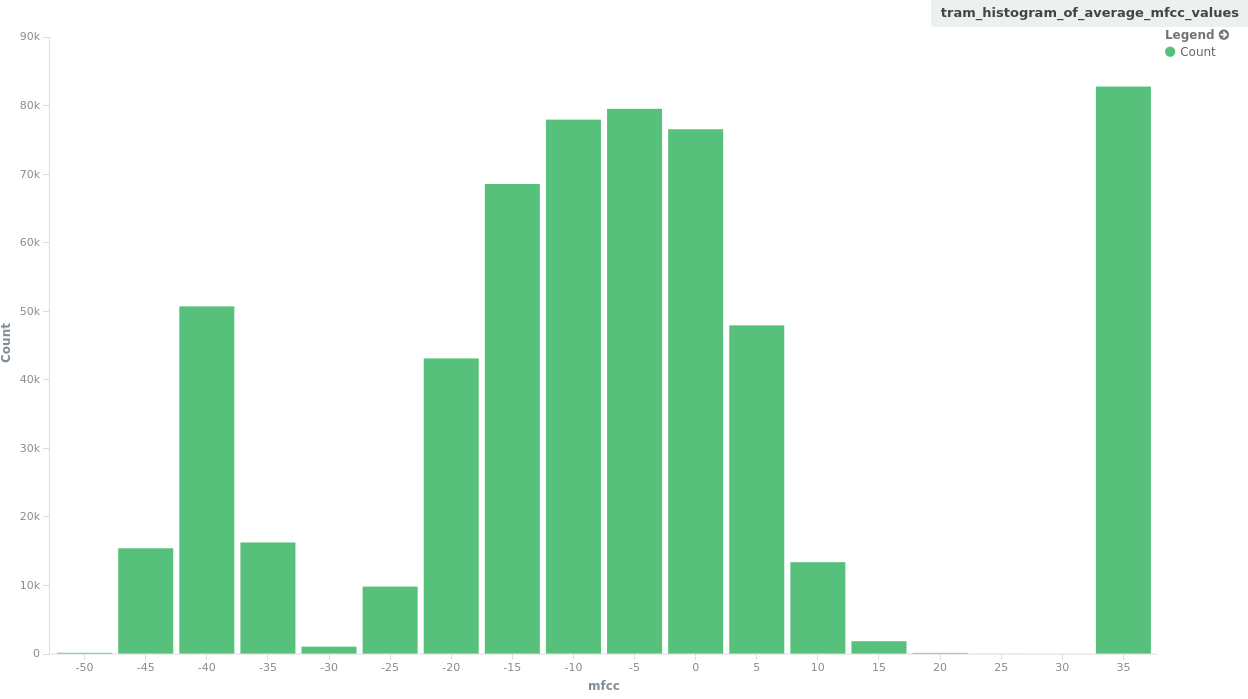 tram_histogram_of_average_mfcc_values
Legend
Count
90k
80k
70k
60k
50k
40k
30k
20k
10k
0
Count
-50 -45 -40 -35 -30 -25 -20 -15 -10 -5 0 5 10 15 20 25 30 35
mfcc